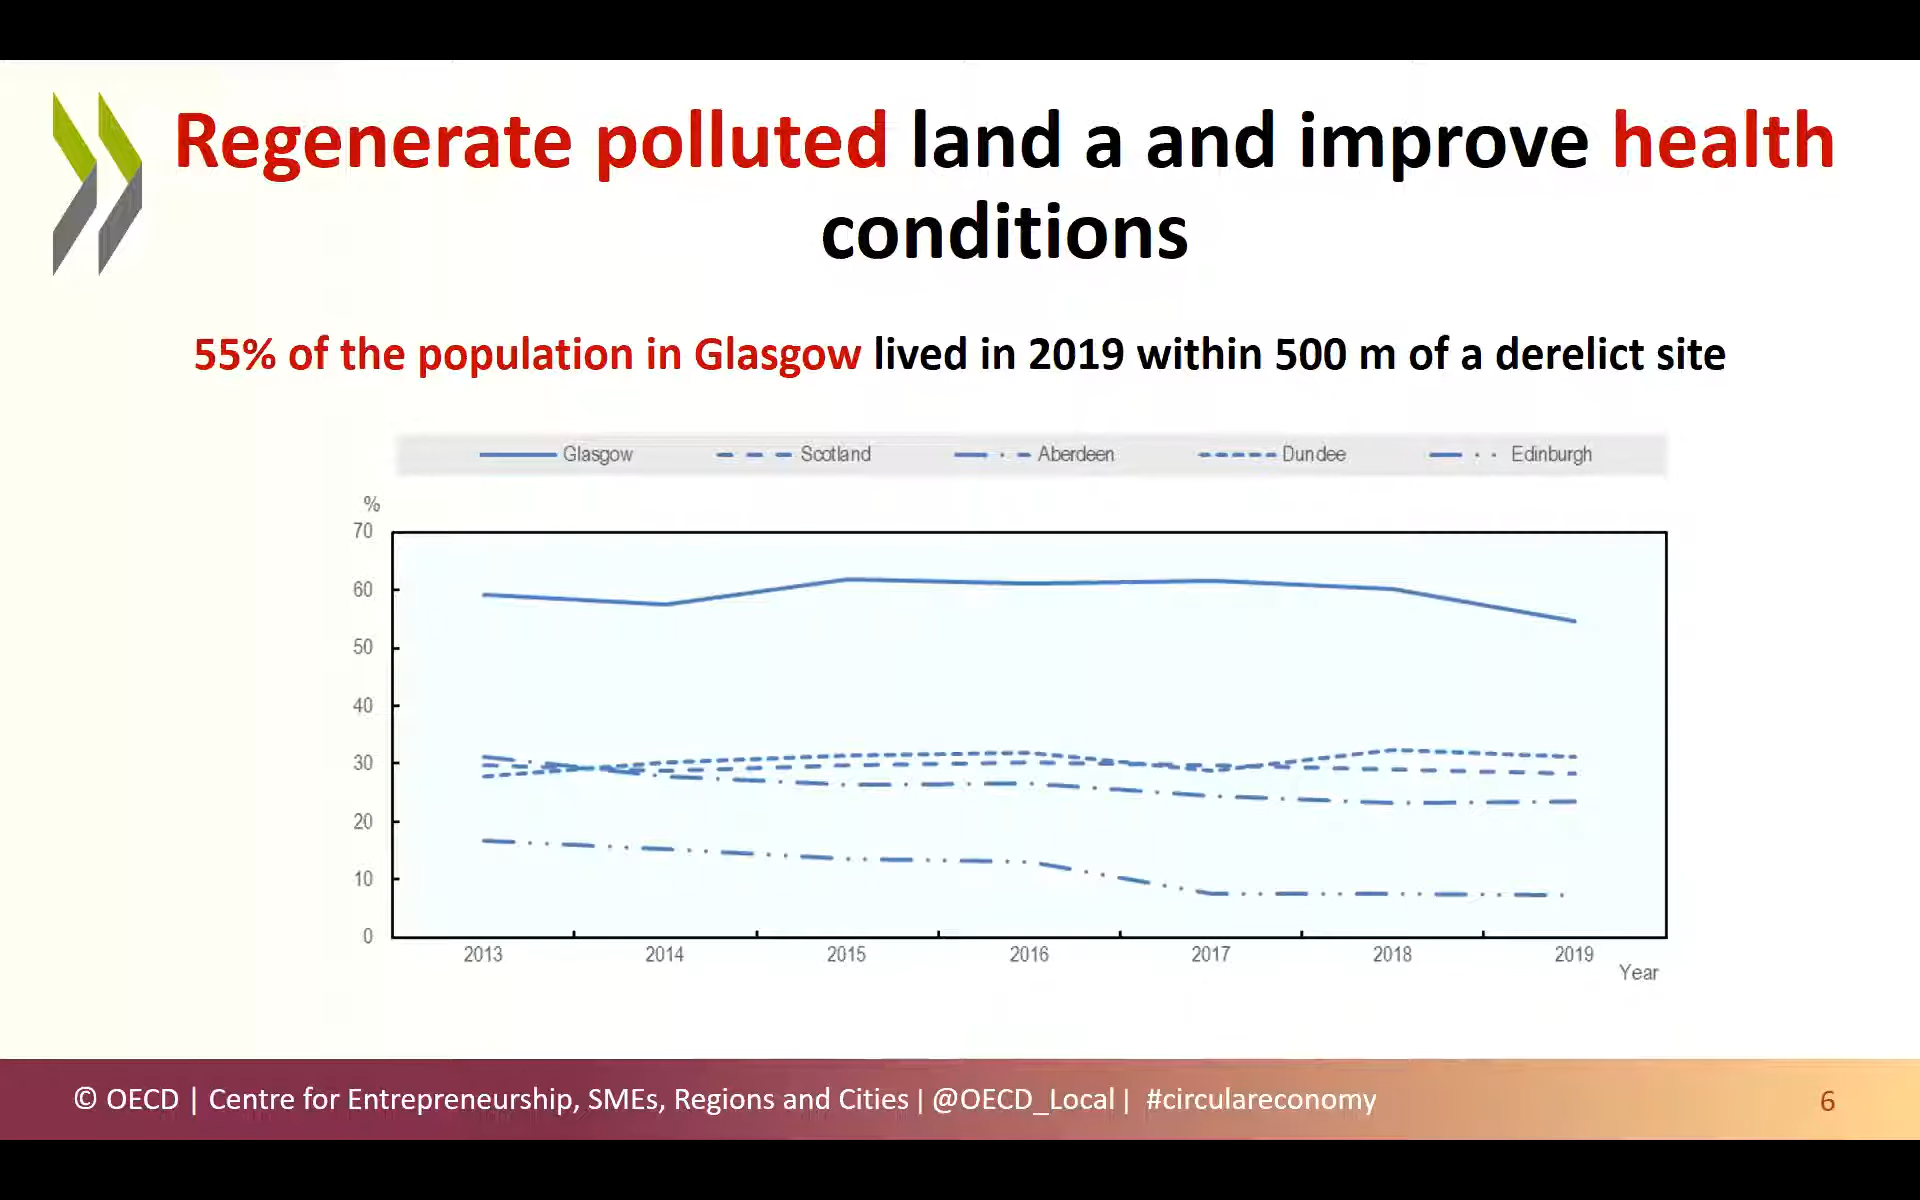 Regenerate polluted land a and improve health
conditions
55% of the population in Glasgow lived in 2019 within 500 m of a derelict site
Glasgow Scotland Aberdeen Dundee Edinburgh
%
70
60
50
40
30
20
10
0
2013 2014 2015 2016 2017 2018 2019
Year
© OECD | Centre for Entrepreneurship, SMEs, Regions and Cities | @OECD_Local | #circulareconomy
6